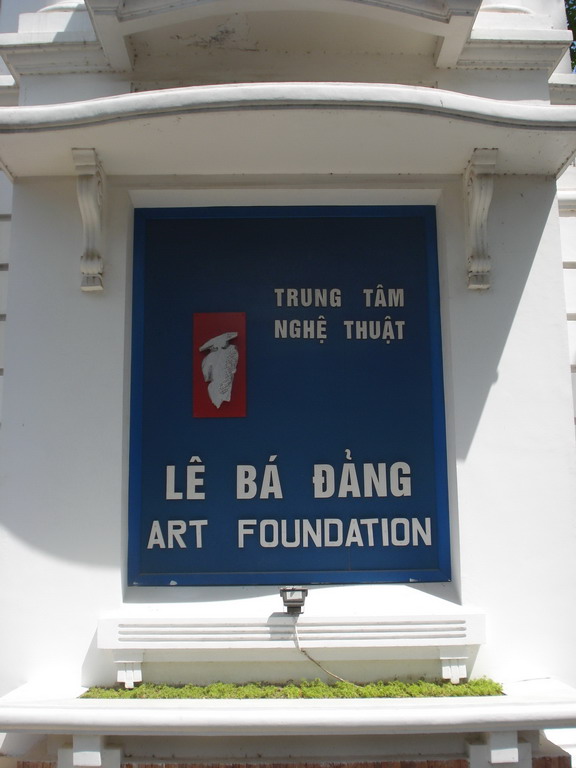 TRUNG TÂM
NGHỆ THUẬT
LÊ BÁ ĐẢNG
ART FOUNDATION